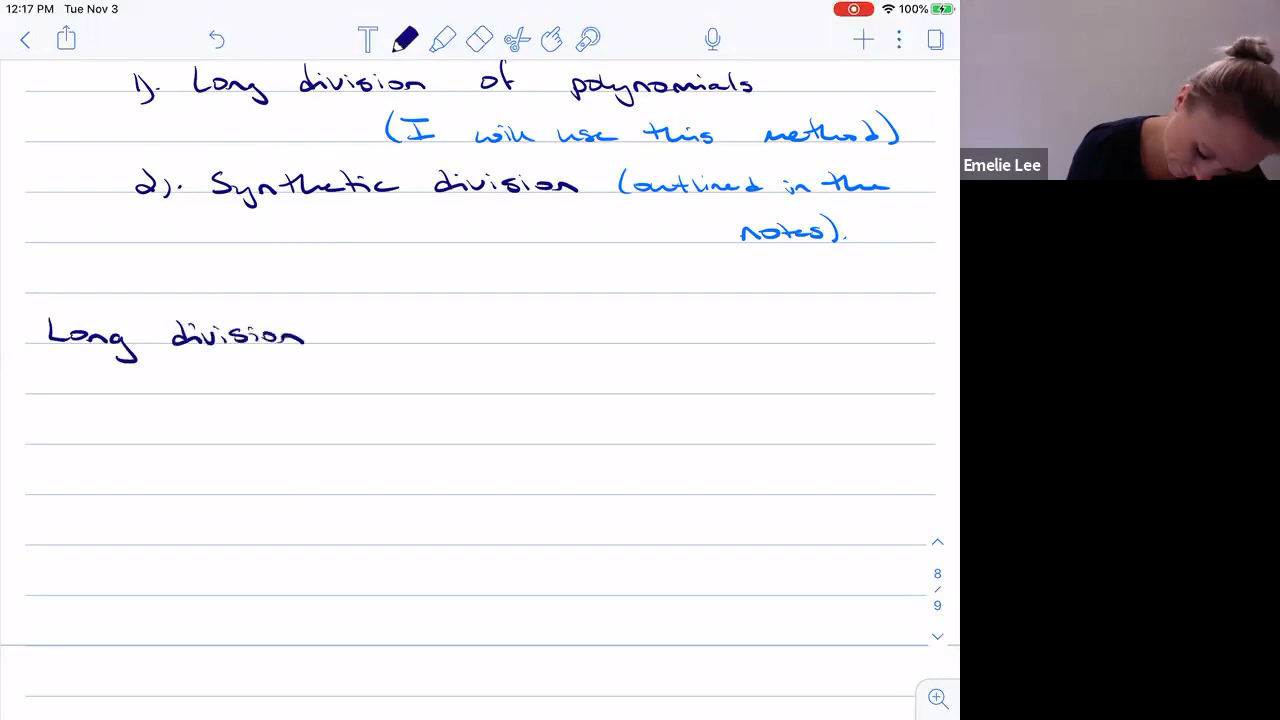 12:17 PM Tue Nov 3
100%
1). Long division of polynomials
(I will use this method)
2). Synthetic division (outlined in the
notes).
Emelie Lee
Long division
8
/
9